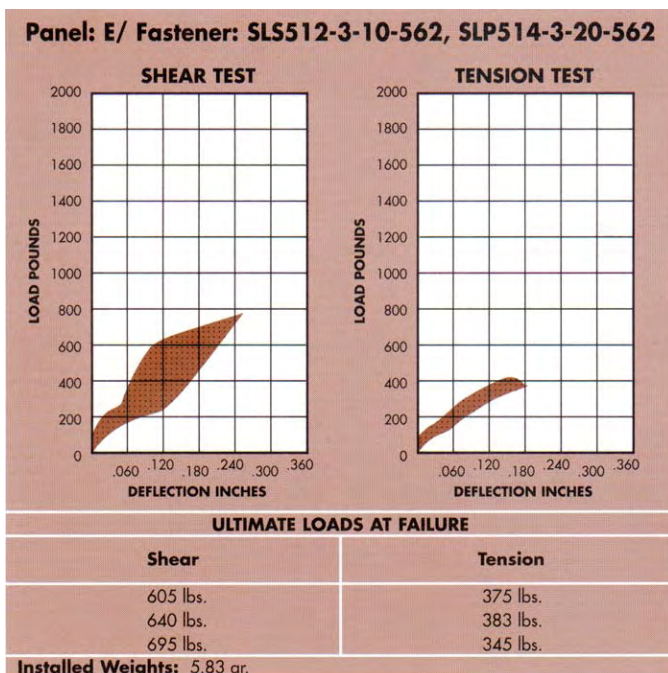 Panel: E/ Fastener: SLS512-3-10-562, SLP514-3-20-562
SHEAR TEST
2000
1800
1600
1400
1200
1000
800
600
400
200
0
LOAD POUNDS
.060 .120 .180 .240 .300 .360
DEFLECTION INCHES
TENSION TEST
2000
1800
1600
1400
1200
1000
800
600
400
200
0
LOAD POUNDS
.060 .120 .180 .240 .300 .360
DEFLECTION INCHES
ULTIMATE LOADS AT FAILURE
Shear Tension
605 lbs. 375 lbs.
640 lbs. 383 lbs.
695 lbs. 345 lbs.
Installed Weights: 5.83 gr.